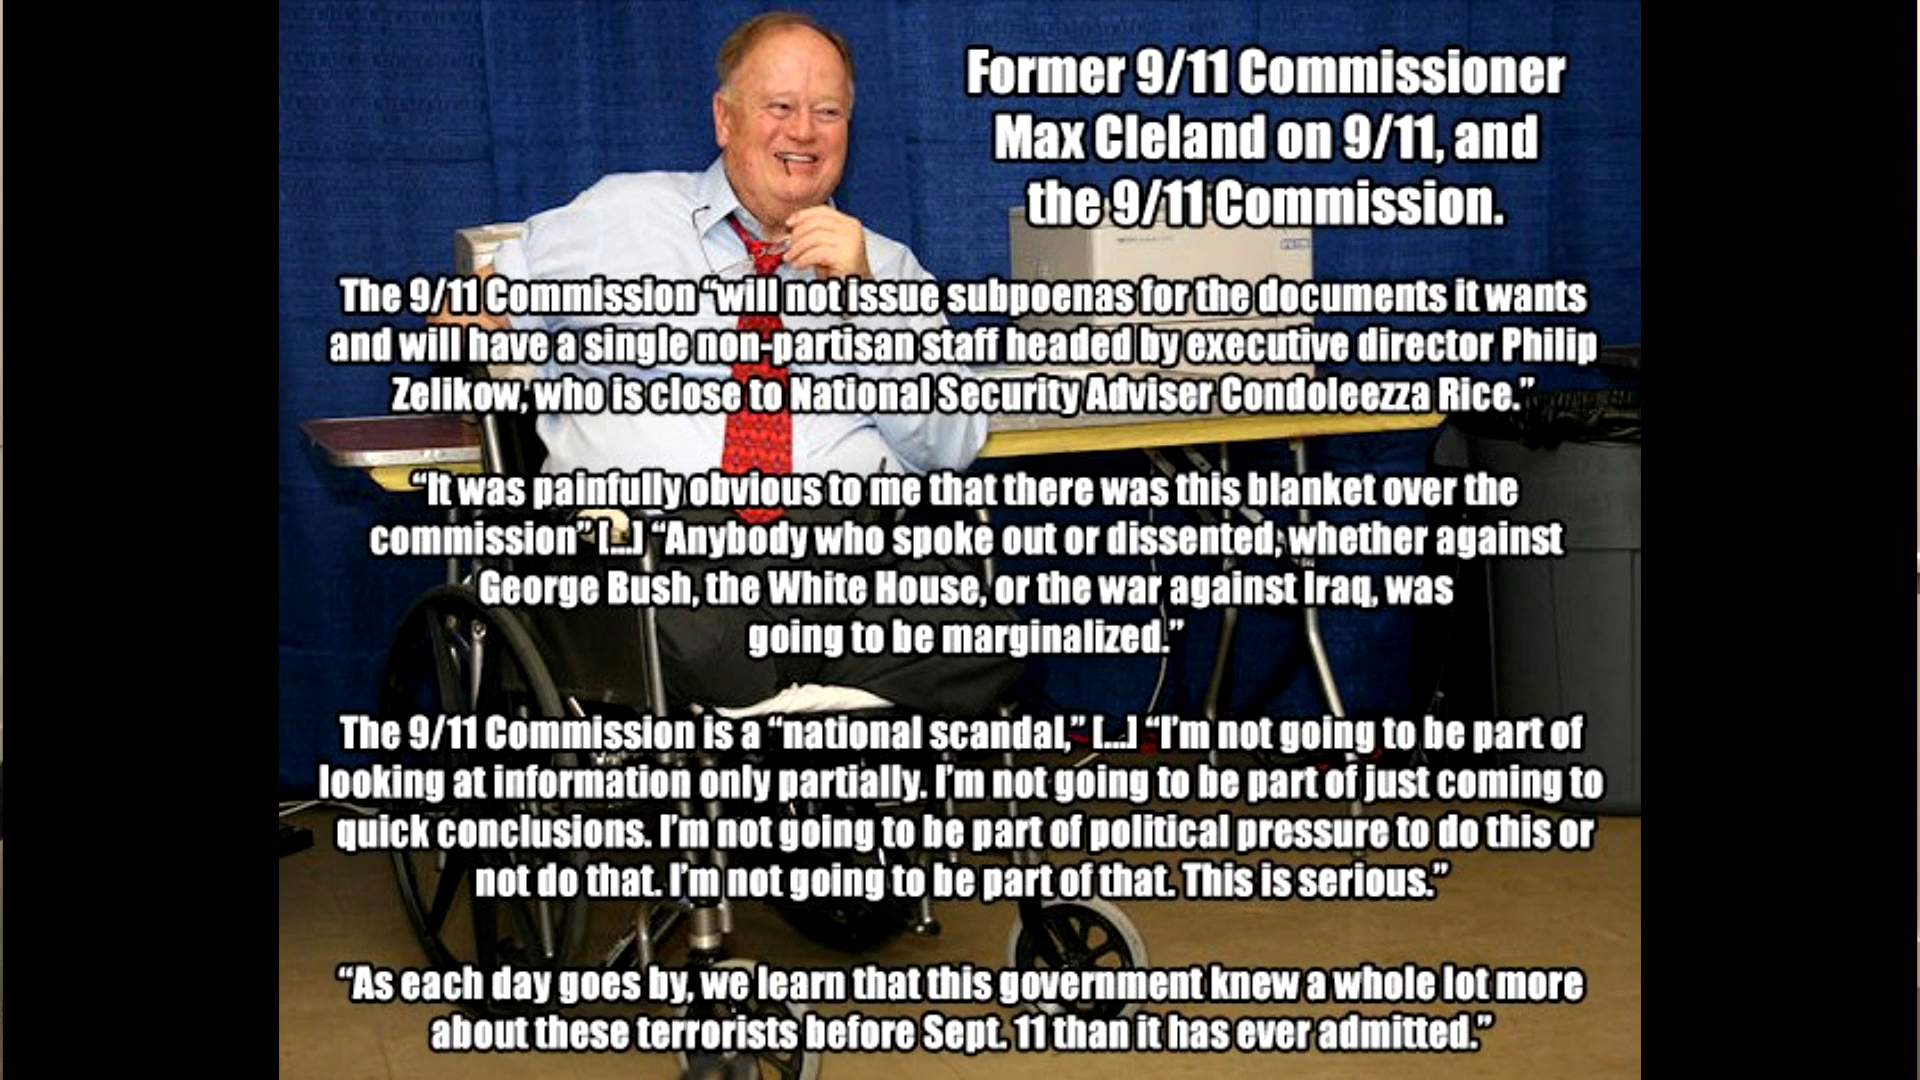 Former 9/11 Commissioner
Max Cleland on 9/11, and
the 9/11 Commission.
The 9/11 Commission “will not issue subpoenas for the documents it wants
and will have a single non-partisan staff headed by executive director Philip
Zelikow, who is close to National Security Adviser Condoleezza Rice.”
“It was painfully obvious to me that there was this blanket over the
commission” [...] “Anybody who spoke out or dissented, whether against
George Bush, the White House, or the war against Iraq, was
going to be marginalized.”
The 9/11 Commission is a “national scandal,” [...] “I’m not going to be part of
looking at information only partially. I’m not going to be part of just coming to
quick conclusions. I’m not going to be part of political pressure to do this or
not do that. I’m not going to be part of that. This is serious.”
“As each day goes by, we learn that this government knew a whole lot more
about these terrorists before Sept. 11 than it has ever admitted.”